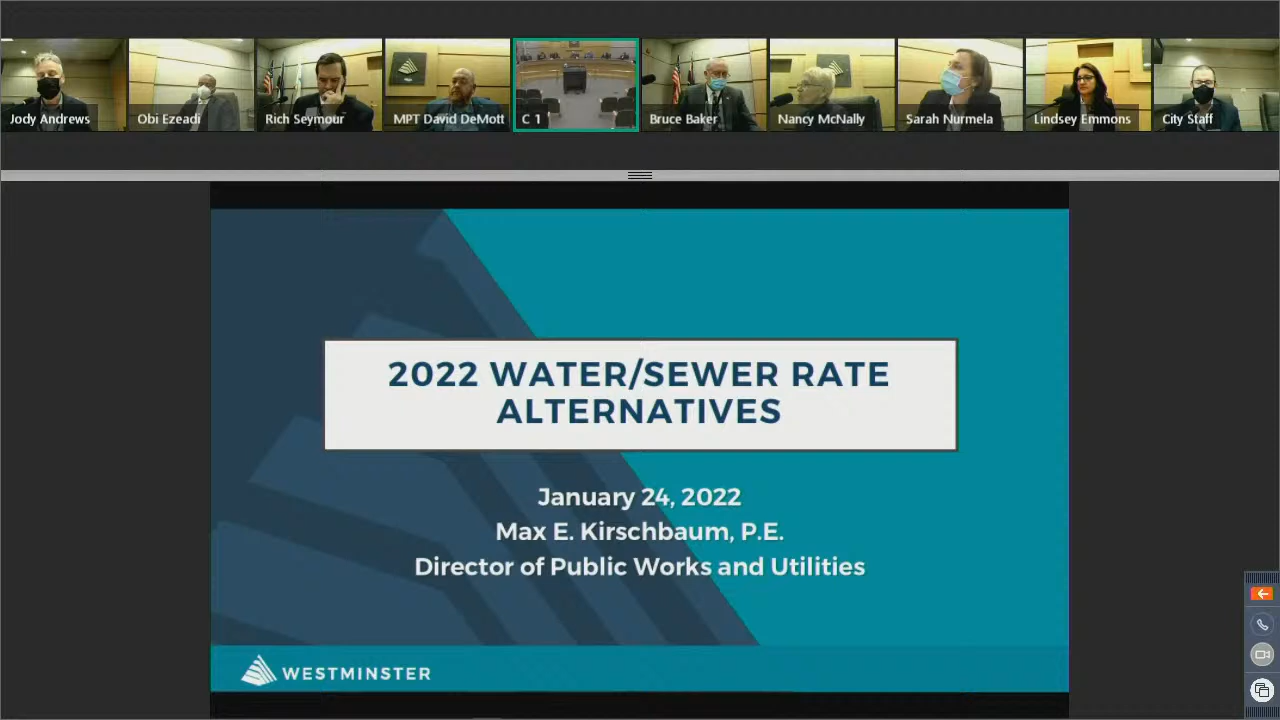 Jody Andrews
Obi Ezeadi
Rich Seymour
MPT David DeMott
C 1
Bruce Baker
Nancy McNally
Sarah Nurmela
Lindsey Emmons
City Staff
2022 WATER/SEWER RATE
ALTERNATIVES
January 24, 2022
Max E. Kirschbaum, P.E.
Director of Public Works and Utilities
WESTMINSTER